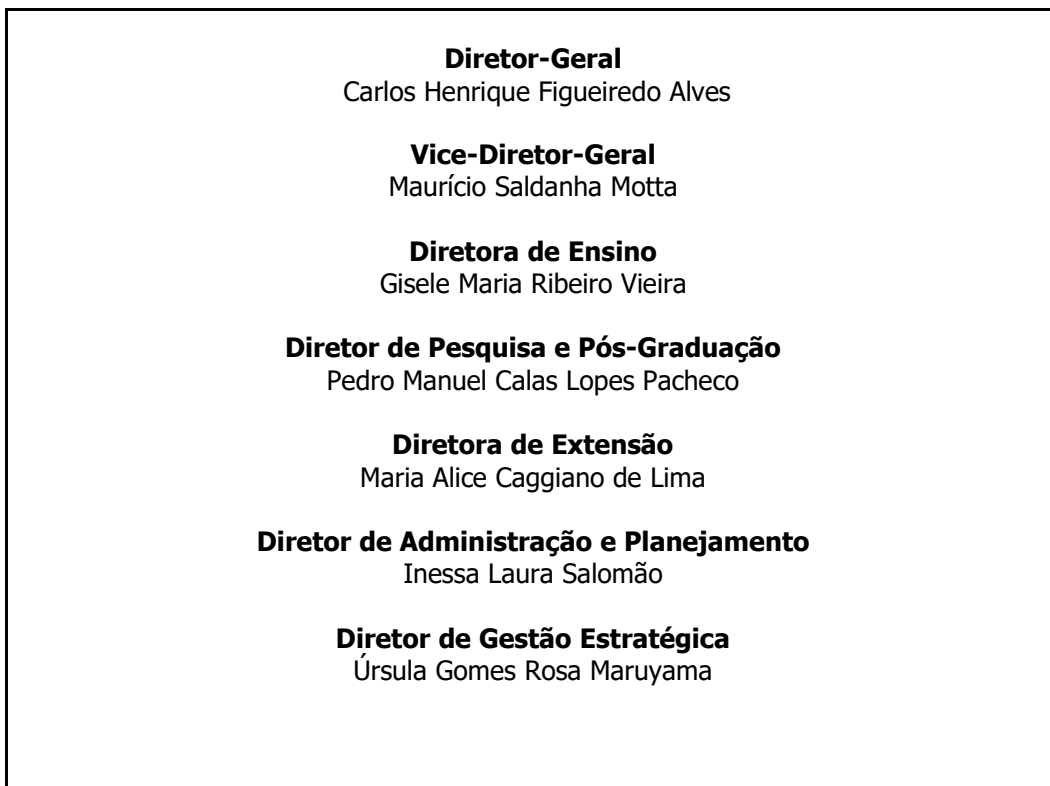 Diretor-Geral
Carlos Henrique Figueiredo Alves
Vice-Diretor-Geral
Maurício Saldanha Motta
Diretora de Ensino
Gisele Maria Ribeiro Vieira
Diretor de Pesquisa e Pós-Graduação
Pedro Manuel Calas Lopes Pacheco
Diretora de Extensão
Maria Alice Caggiano de Lima
Diretor de Administração e Planejamento
Inessa Laura Salomão
Diretor de Gestão Estratégica
Úrsula Gomes Rosa Maruyama